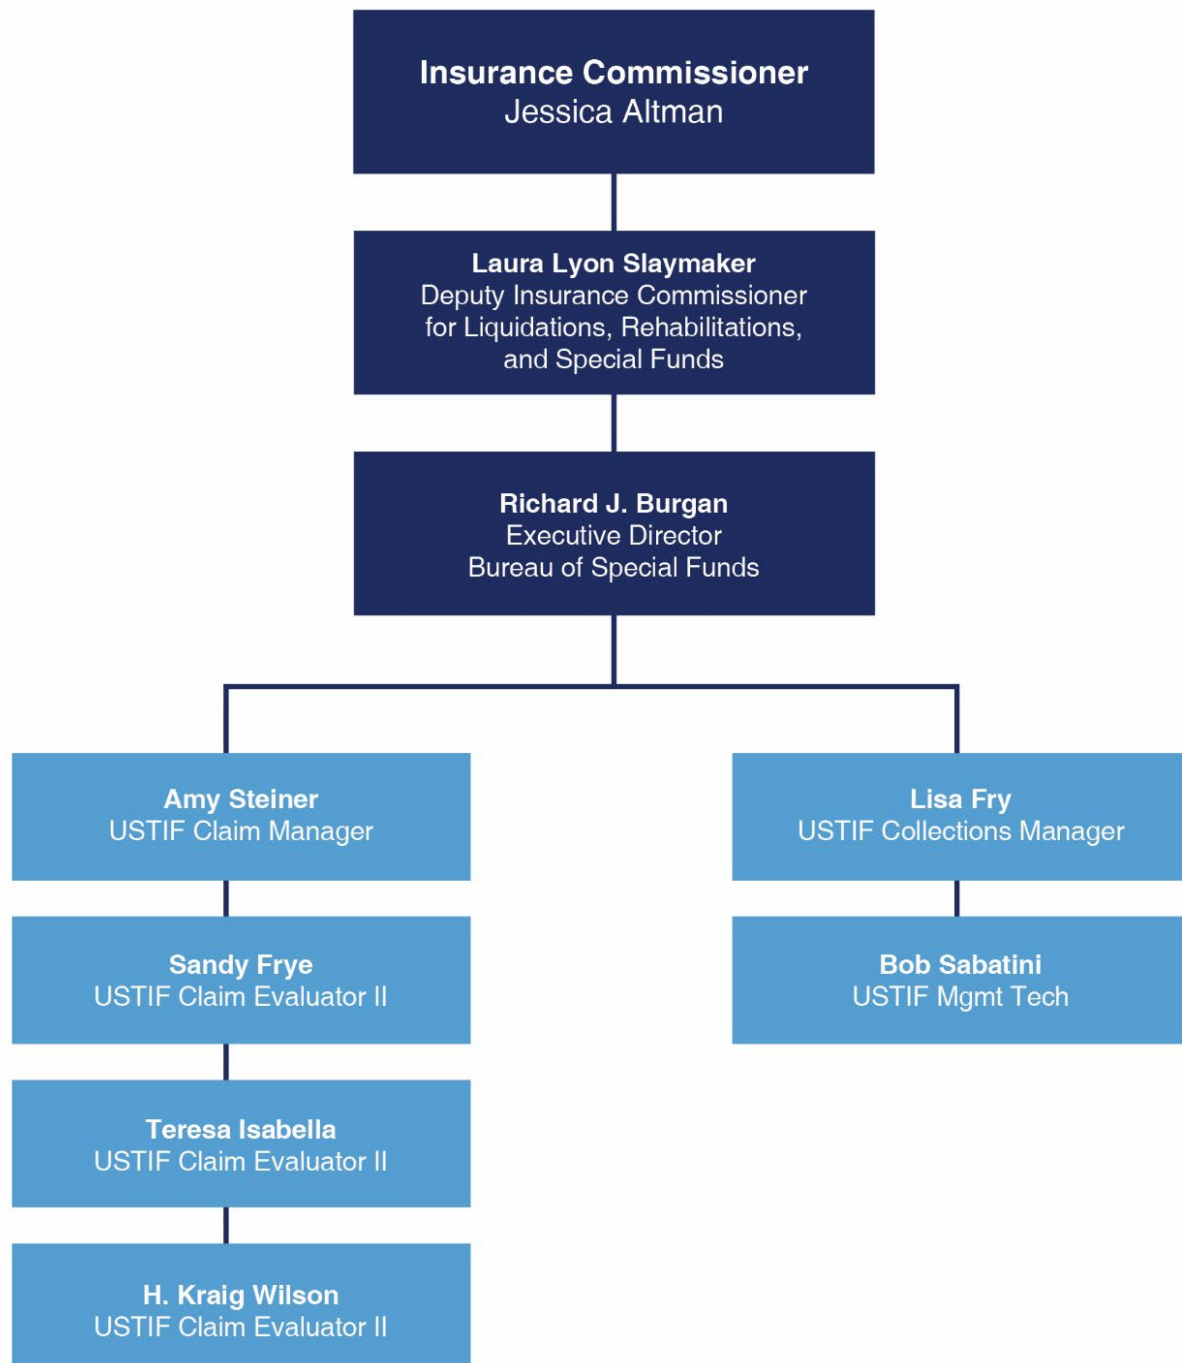 Insurance Commissioner
Jessica Altman
Laura Lyon Slaymaker
Deputy Insurance Commissioner
for Liquidations, Rehabilitations,
and Special Funds
Richard J. Burgan
Executive Director
Bureau of Special Funds
Amy Steiner
USTIF Claim Manager
Sandy Frye
USTIF Claim Evaluator II
Teresa Isabella
USTIF Claim Evaluator II
H. Kraig Wilson
USTIF Claim Evaluator II
Lisa Fry
USTIF Collections Manager
Bob Sabatini
USTIF Mgmt Tech